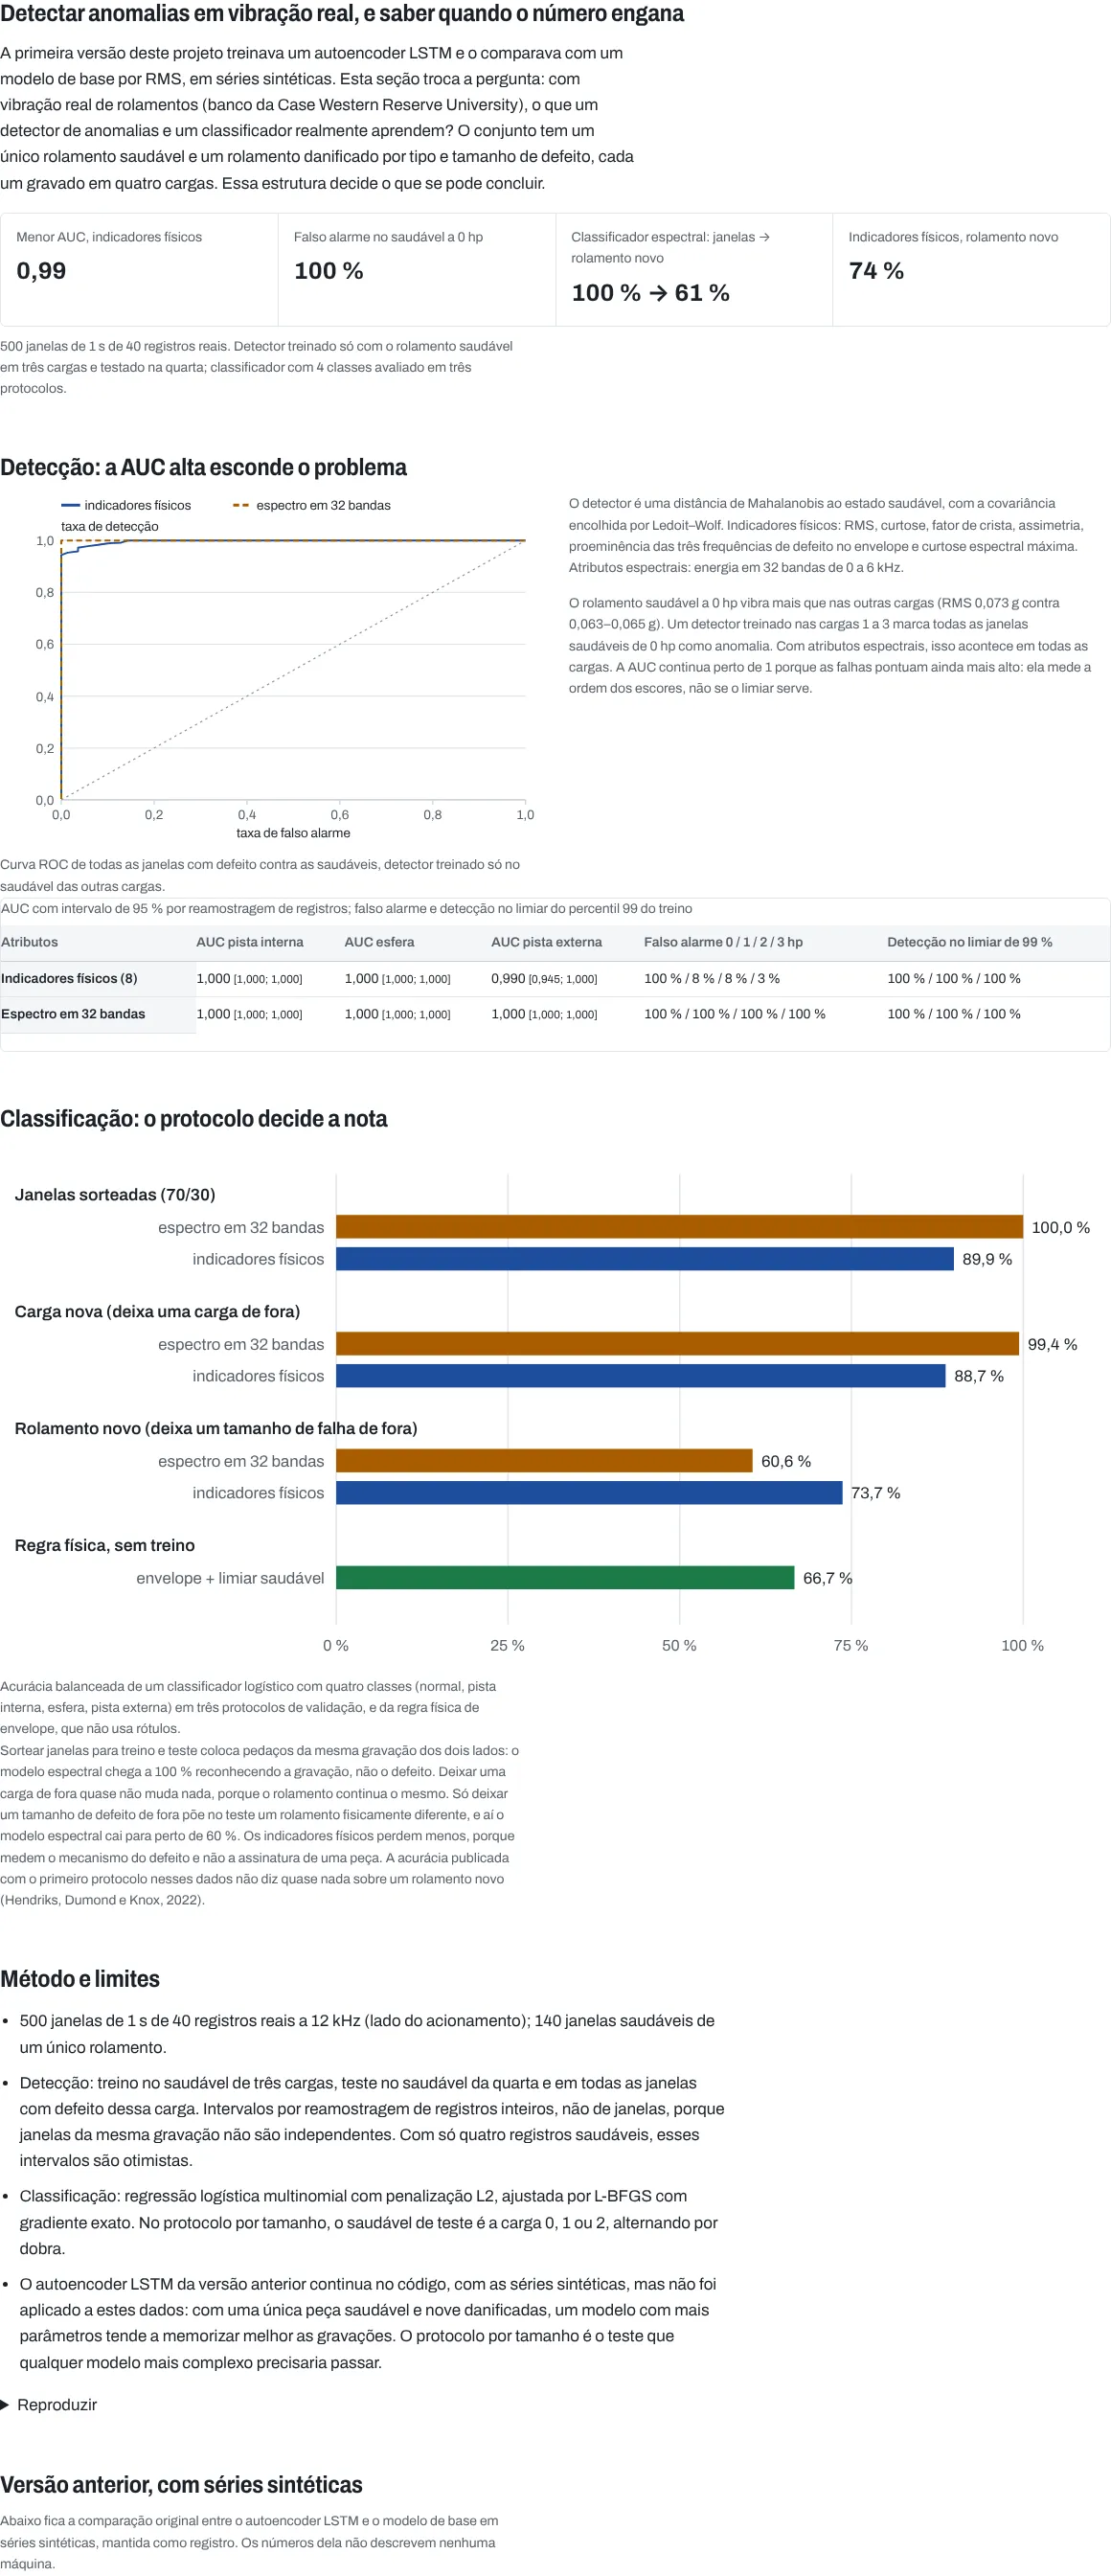 Detectar anomalias em vibração real, e saber quando o número engana
A primeira versão deste projeto treinava um autoencoder LSTM e o comparava com um
modelo de base por RMS, em séries sintéticas. Esta seção troca a pergunta: com
vibração real de rolamentos (banco da Case Western Reserve University), o que um
detector de anomalias e um classificador realmente aprendem? O conjunto tem um
único rolamento saudável e um rolamento danificado por tipo e tamanho de defeito, cada
um gravado em quatro cargas. Essa estrutura decide o que se pode concluir.
Menor AUC, indicadores físicos
0,99
Falso alarme no saudável a 0 hp
100 %
Classificador espectral: janelas →
rolamento novo
100 % → 61 %
Indicadores físicos, rolamento novo
74 %
500 janelas de 1 s de 40 registros reais. Detector treinado só com o rolamento saudável
em três cargas e testado na quarta; classificador com 4 classes avaliado em três
protocolos.
Detecção: a AUC alta esconde o problema
indicadores físicos espectro em 32 bandas
taxa de detecção
1,0
0,8
0,6
0,4
0,2
0,0
0,0 0,2 0,4 0,6 0,8 1,0
taxa de falso alarme
Curva ROC de todas as janelas com defeito contra as saudáveis, detector treinado só no
saudável das outras cargas.
O detector é uma distância de Mahalanobis ao estado saudável, com a covariância
encolhida por Ledoit–Wolf. Indicadores físicos: RMS, curtose, fator de crista, assimetria,
proeminência das três frequências de defeito no envelope e curtose espectral máxima.
Atributos espectrais: energia em 32 bandas de 0 a 6 kHz.
O rolamento saudável a 0 hp vibra mais que nas outras cargas (RMS 0,073 g contra
0,063–0,065 g). Um detector treinado nas cargas 1 a 3 marca todas as janelas
saudáveis de 0 hp como anomalia. Com atributos espectrais, isso acontece em todas as
cargas. A AUC continua perto de 1 porque as falhas pontuam ainda mais alto: ela mede a
ordem dos escores, não se o limiar serve.
AUC com intervalo de 95 % por reamostragem de registros; falso alarme e detecção no limiar do percentil 99 do treino
Atributos AUC pista interna AUC esfera AUC pista externa Falso alarme 0 / 1 / 2 / 3 hp Detecção no limiar de 99 %
Indicadores físicos (8) 1,000 [1,000; 1,000] 1,000 [1,000; 1,000] 0,990 [0,945; 1,000] 100 % / 8 % / 8 % / 3 % 100 % / 100 % / 100 %
Espectro em 32 bandas 1,000 [1,000; 1,000] 1,000 [1,000; 1,000] 1,000 [1,000; 1,000] 100 % / 100 % / 100 % / 100 % 100 % / 100 % / 100 %
Classificação: o protocolo decide a nota
Janelas sorteadas (70/30)
espectro em 32 bandas 100,0 %
indicadores físicos 89,9 %
Carga nova (deixa uma carga de fora)
espectro em 32 bandas 99,4 %
indicadores físicos 88,7 %
Rolamento novo (deixa um tamanho de falha de fora)
espectro em 32 bandas 60,6 %
indicadores físicos 73,7 %
Regra física, sem treino
envelope + limiar saudável 66,7 %
0 % 25 % 50 % 75 % 100 %
Acurácia balanceada de um classificador logístico com quatro classes (normal, pista
interna, esfera, pista externa) em três protocolos de validação, e da regra física de
envelope, que não usa rótulos.
Sortear janelas para treino e teste coloca pedaços da mesma gravação dos dois lados: o
modelo espectral chega a 100 % reconhecendo a gravação, não o defeito. Deixar uma
carga de fora quase não muda nada, porque o rolamento continua o mesmo. Só deixar
um tamanho de defeito de fora põe no teste um rolamento fisicamente diferente, e aí o
modelo espectral cai para perto de 60 %. Os indicadores físicos perdem menos, porque
medem o mecanismo do defeito e não a assinatura de uma peça. A acurácia publicada
com o primeiro protocolo nesses dados não diz quase nada sobre um rolamento novo
(Hendriks, Dumond e Knox, 2022).
Método e limites
• 500 janelas de 1 s de 40 registros reais a 12 kHz (lado do acionamento); 140 janelas saudáveis de
um único rolamento.
• Detecção: treino no saudável de três cargas, teste no saudável da quarta e em todas as janelas
com defeito dessa carga. Intervalos por reamostragem de registros inteiros, não de janelas, porque
janelas da mesma gravação não são independentes. Com só quatro registros saudáveis, esses
intervalos são otimistas.
• Classificação: regressão logística multinomial com penalização L2, ajustada por L-BFGS com
gradiente exato. No protocolo por tamanho, o saudável de teste é a carga 0, 1 ou 2, alternando por
dobra.
• O autoencoder LSTM da versão anterior continua no código, com as séries sintéticas, mas não foi
aplicado a estes dados: com uma única peça saudável e nove danificadas, um modelo com mais
parâmetros tende a memorizar melhor as gravações. O protocolo por tamanho é o teste que
qualquer modelo mais complexo precisaria passar.
▶ Reproduzir
Versão anterior, com séries sintéticas
Abaixo fica a comparação original entre o autoencoder LSTM e o modelo de base em
séries sintéticas, mantida como registro. Os números dela não descrevem nenhuma
máquina.